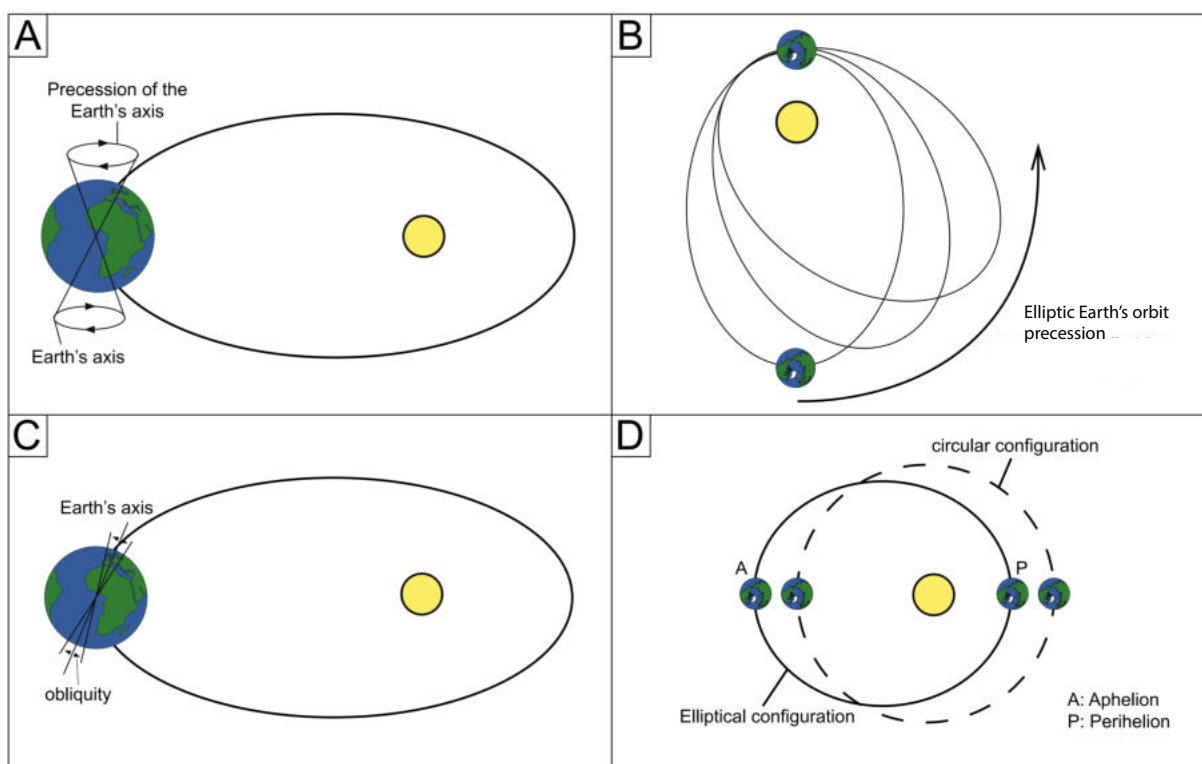 A
Precession of the
Earth's axis
Earth's axis
B
Elliptic Earth's orbit
precession
C
Earth's axis
obliquity
D
circular configuration
A
P
Elliptical configuration
A: Aphelion
P: Perihelion